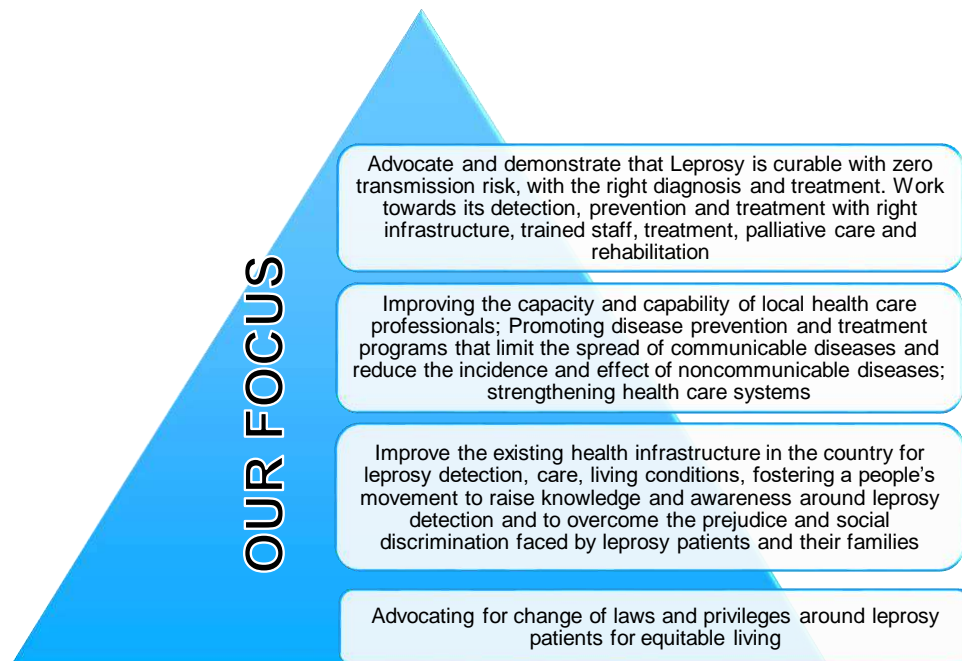 OUR FOCUS
Advocate and demonstrate that Leprosy is curable with zero
transmission risk, with the right diagnosis and treatment. Work
towards its detection, prevention and treatment with right
infrastructure, trained staff, treatment, palliative care and
rehabilitation
Improving the capacity and capability of local health care
professionals; Promoting disease prevention and treatment
programs that limit the spread of communicable diseases and
reduce the incidence and effect of noncommunicable diseases;
strengthening health care systems
Improve the existing health infrastructure in the country for
leprosy detection, care, living conditions, fostering a people’s
movement to raise knowledge and awareness around leprosy
detection and to overcome the prejudice and social
discrimination faced by leprosy patients and their families
Advocating for change of laws and privileges around leprosy
patients for equitable living